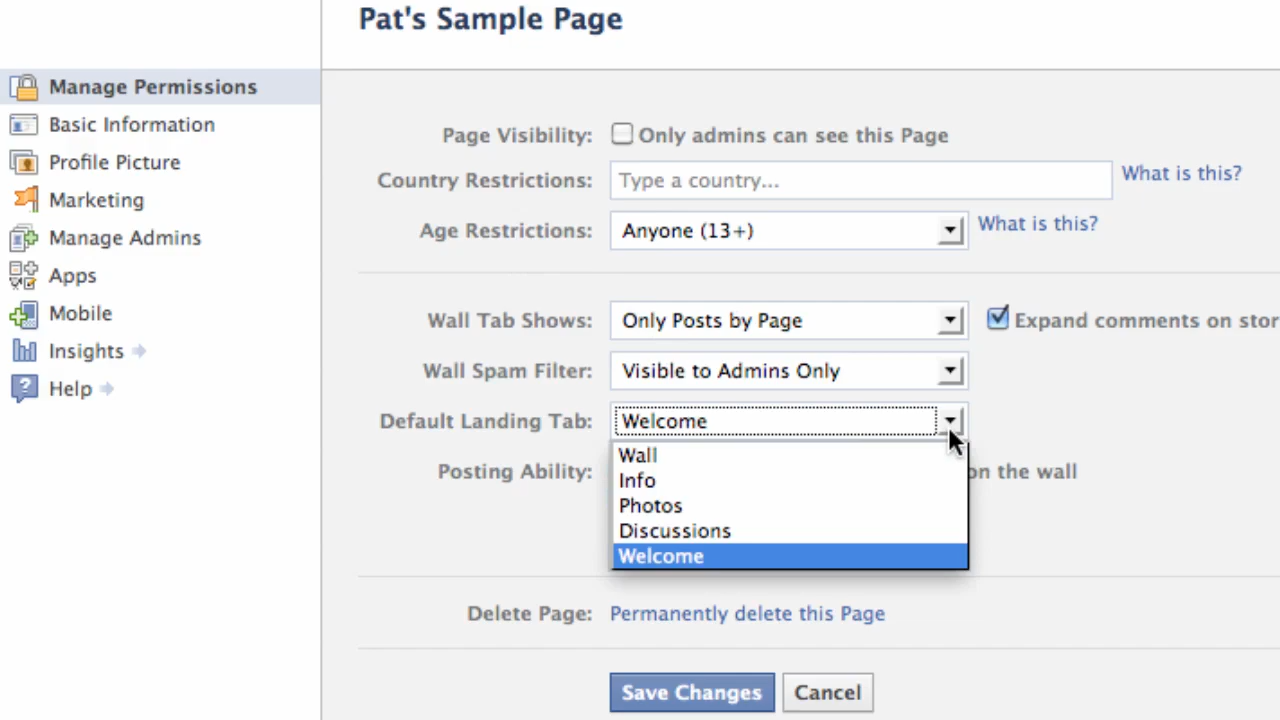 Pat's Sample Page
Manage Permissions
Basic Information
Profile Picture
Marketing
Manage Admins
Apps
Mobile
Insights
Help
Page Visibility: Only admins can see this Page
Country Restrictions: Type a country... What is this?
Age Restrictions: Anyone (13+) What is this?
Wall Tab Shows: Only Posts by Page Expand comments on stor
Wall Spam Filter: Visible to Admins Only
Default Landing Tab: Welcome
Wall
Posting Ability: on the wall
Info
Photos
Discussions
Welcome
Delete Page: Permanently delete this Page
Save Changes Cancel